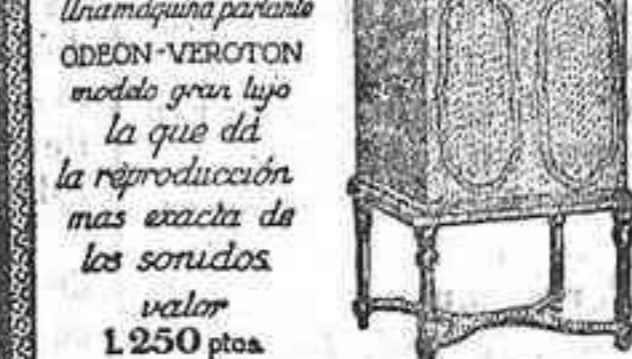 Una máquina parlante
ODEON-VEROTON
modelo gran lujo
la que dá
la reproducción
mas exacta de
los sonidos.
valor
1.250 ptas.